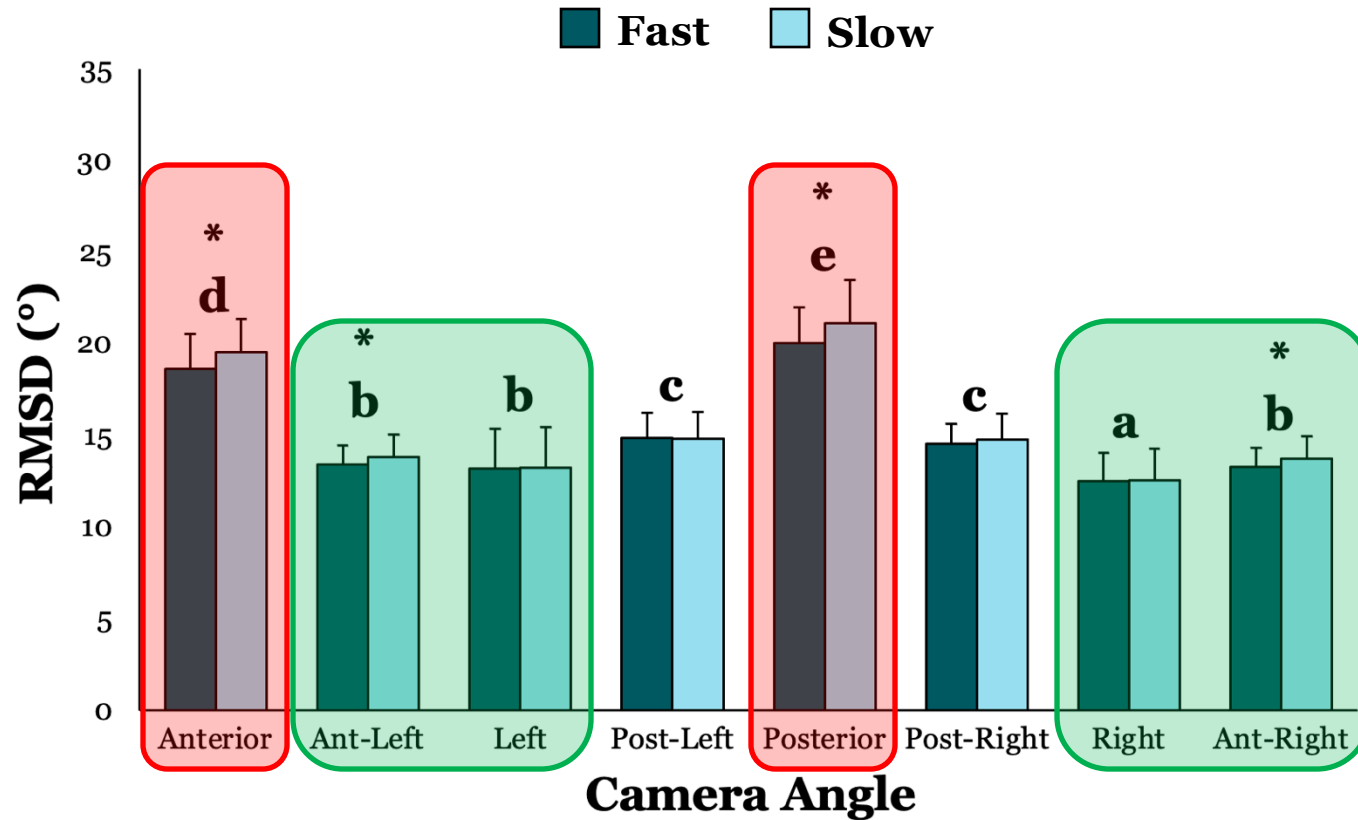 Fast Slow
35
30
25
20
15
10
5
0
RMSD (°)
*
d
*
b
b
c
*
e
c
a
*
b
Anterior Ant-Left Left Post-Left Posterior Post-Right Right Ant-Right
Camera Angle